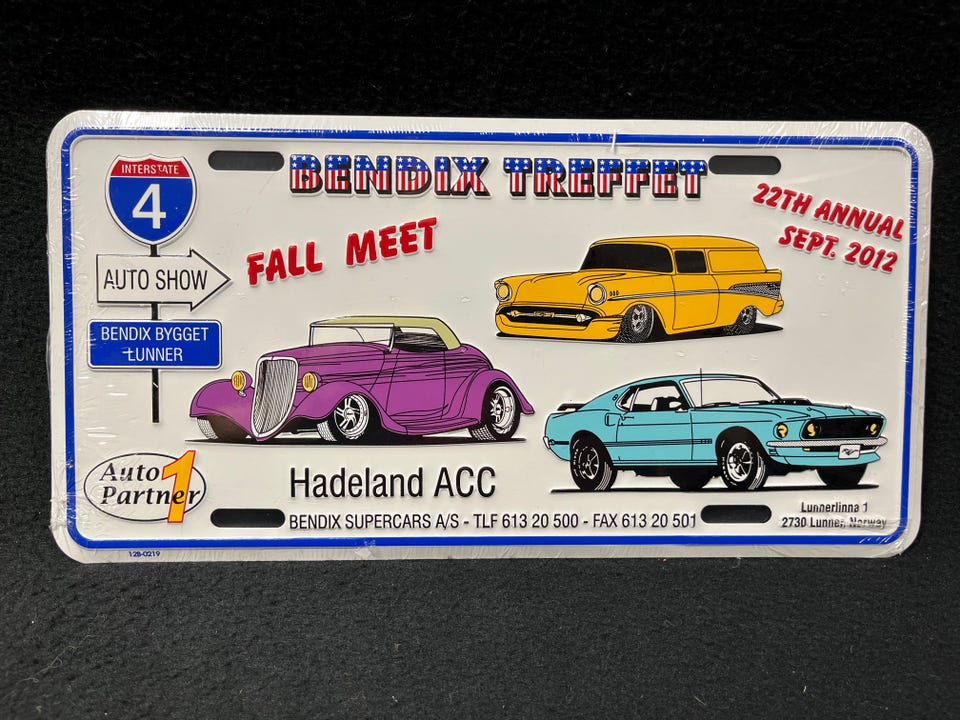 BENDIX TREFFET
INTERSTATE
4
AUTO SHOW
BENDIX BYGGET
LUNNER
FALL MEET
22TH ANNUAL
SEPT. 2012
Auto 1
Partner
Hadeland ACC
BENDIX SUPERCARS A/S - TLF 613 20 500 - FAX 613 20 501
Lunnerlinna 1
2730 Lunner, Norway
128-0219